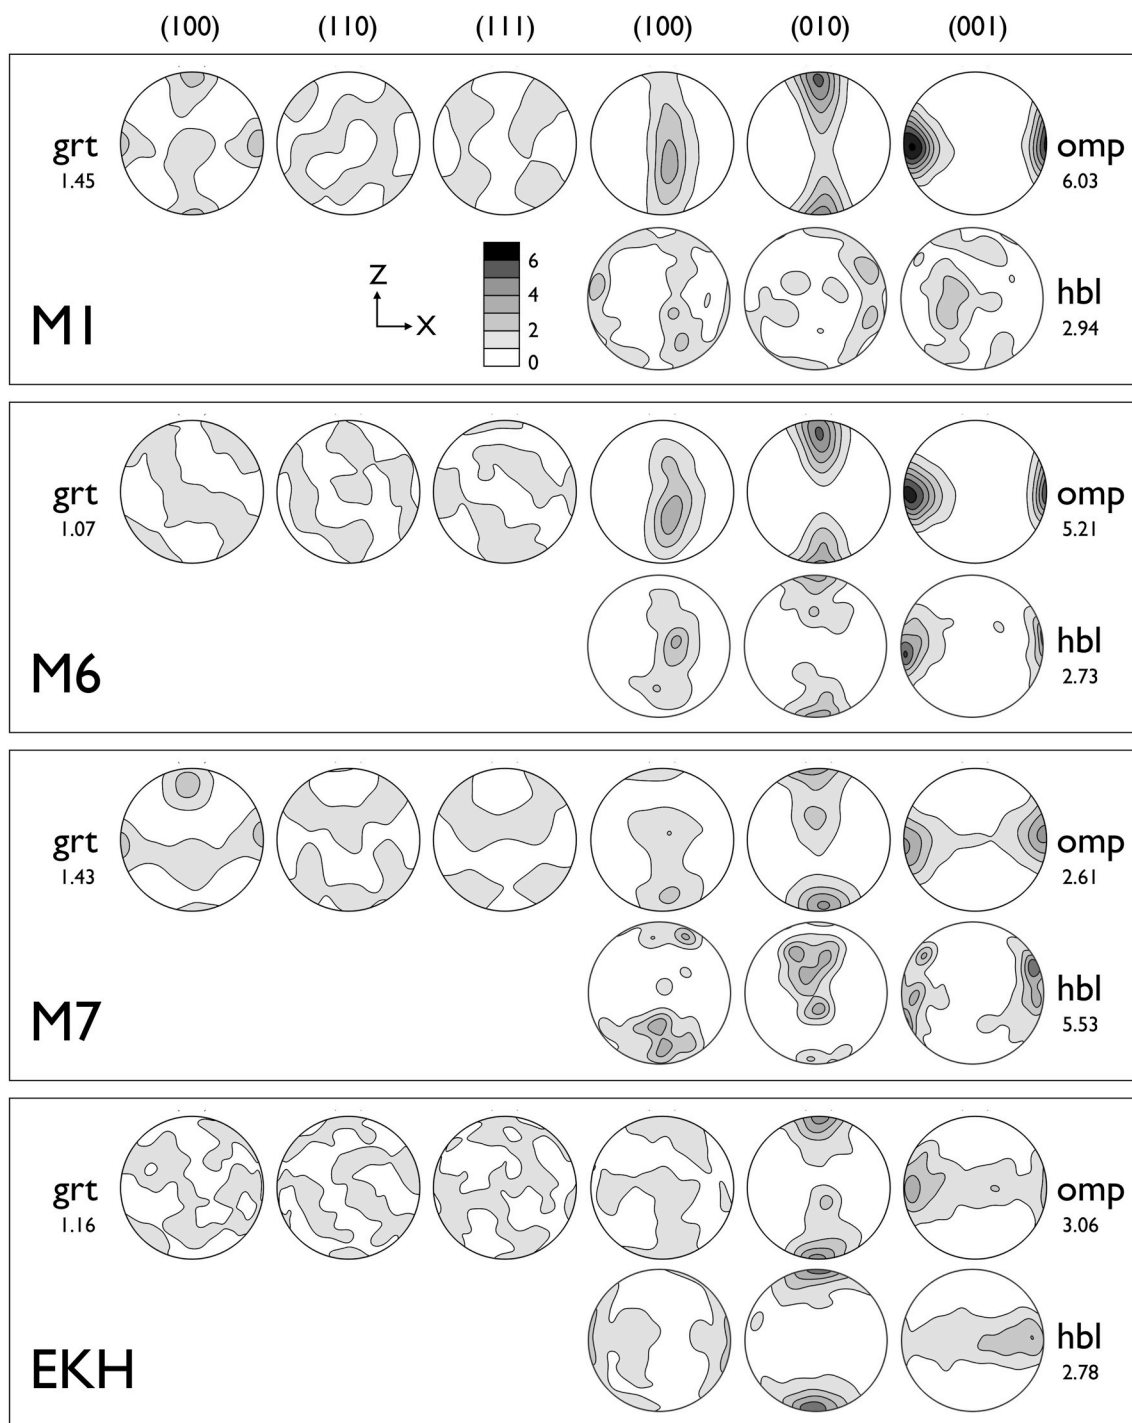 (100) (110) (111) (100) (010) (001)
grt omp
1.45 6.03
Z
X
6
4
2
0
hbl
2.94
M1
grt omp
1.07 5.21
hbl
2.73
M6
grt omp
1.43 2.61
hbl
5.53
M7
grt omp
1.16 3.06
hbl
2.78
EKH